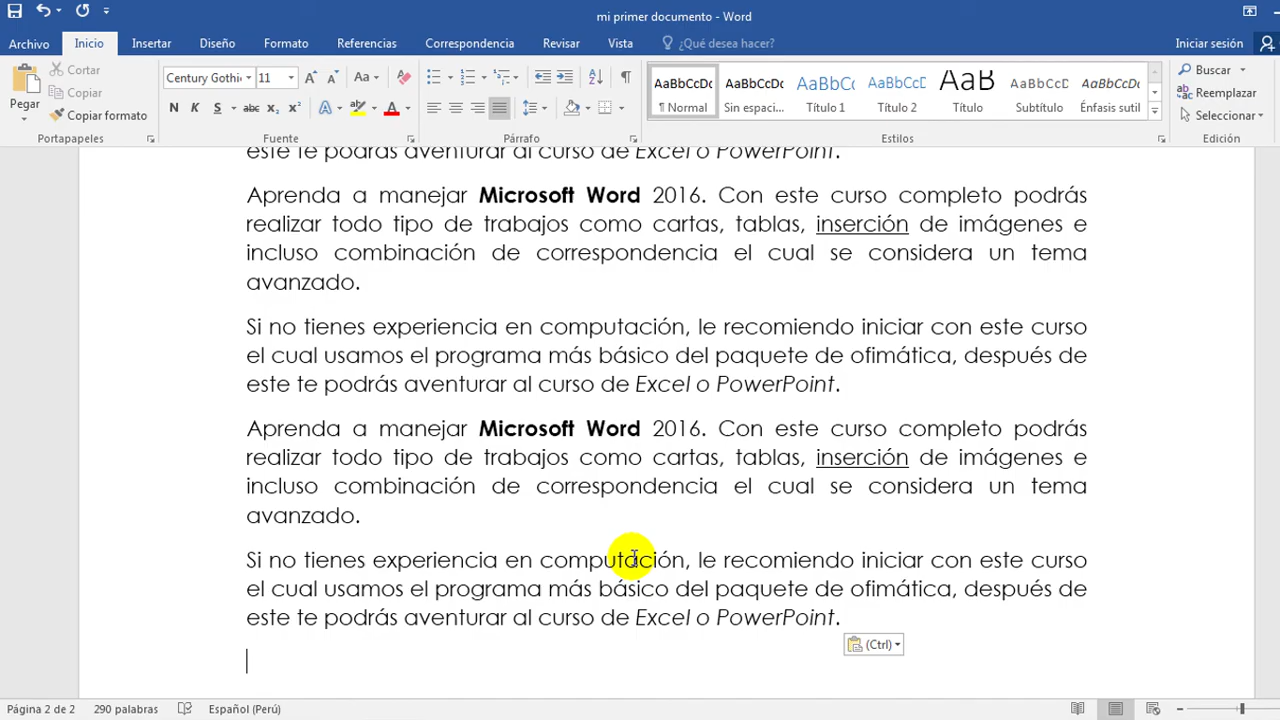 mi primer documento - Word
Archivo Inicio Insertar Diseño Formato Referencias Correspondencia Revisar Vista ¿Qué desea hacer? Iniciar sesión
Pegar
Cortar
Copiar
Copiar formato
Portapapeles
Century Gothi 11 Aa
N K S abc x₂ x² A A
Fuente
Párrafo
AaBbCcDc AaBbCcDc AaBbCc AaBbCcD AaB AaBbCcD AaBbCcDc
¶ Normal Sin espaci... Título 1 Título 2 Título Subtítulo Énfasis sutil
Estilos
Buscar
Reemplazar
Seleccionar
Edición
este te podrás aventurar al curso de Excel o PowerPoint.
Aprenda a manejar Microsoft Word 2016. Con este curso completo podrás
realizar todo tipo de trabajos como cartas, tablas, inserción de imágenes e
incluso combinación de correspondencia el cual se considera un tema
avanzado.
Si no tienes experiencia en computación, le recomiendo iniciar con este curso
el cual usamos el programa más básico del paquete de ofimática, después de
este te podrás aventurar al curso de Excel o PowerPoint.
Aprenda a manejar Microsoft Word 2016. Con este curso completo podrás
realizar todo tipo de trabajos como cartas, tablas, inserción de imágenes e
incluso combinación de correspondencia el cual se considera un tema
avanzado.
Si no tienes experiencia en computación, le recomiendo iniciar con este curso
el cual usamos el programa más básico del paquete de ofimática, después de
este te podrás aventurar al curso de Excel o PowerPoint.
(Ctrl)
Página 2 de 2 290 palabras Español (Perú)